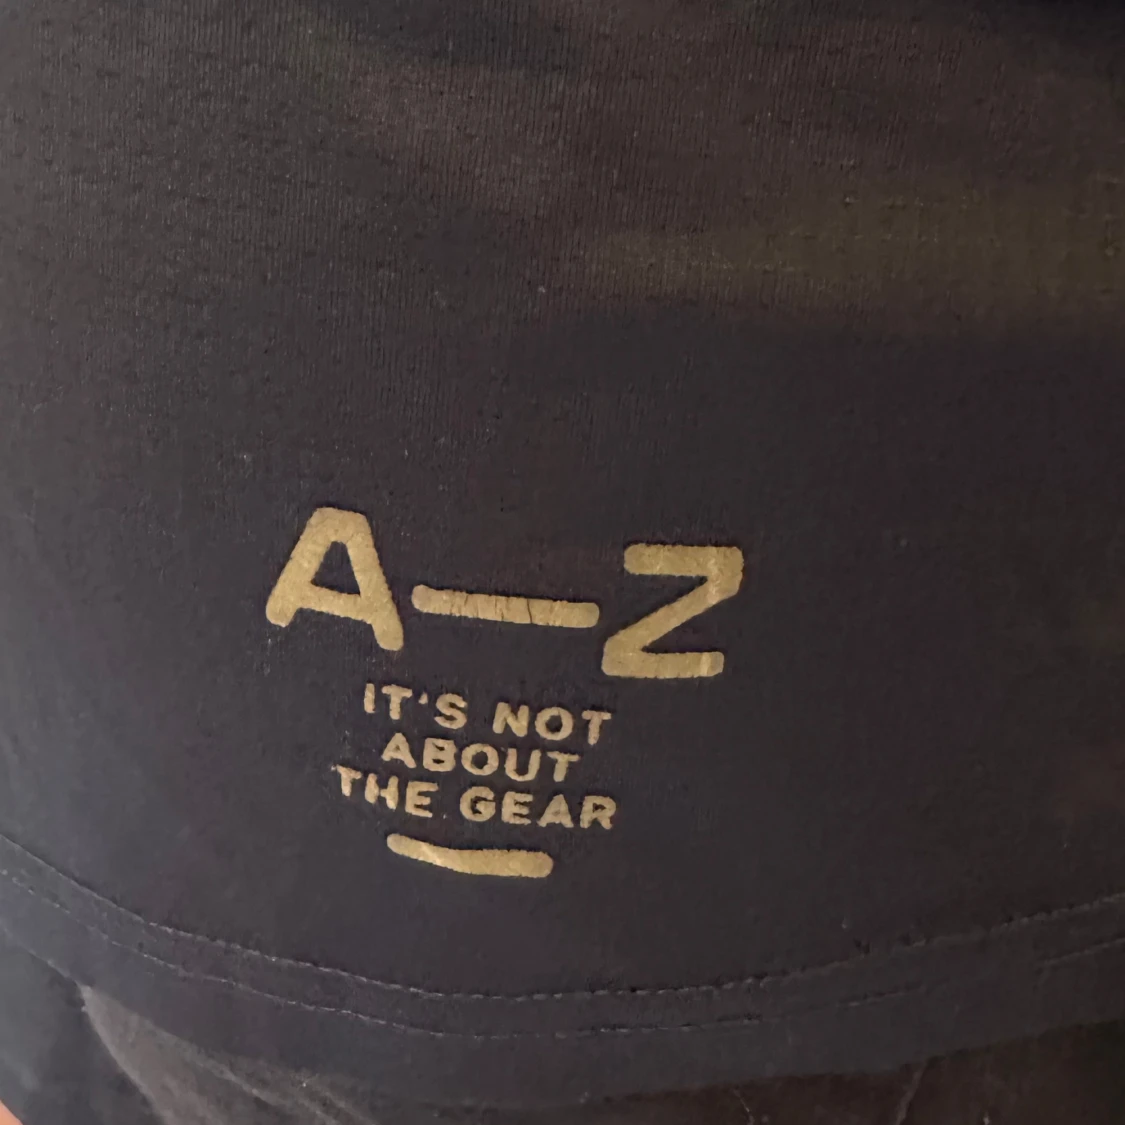 A—Z
IT'S NOT
ABOUT
THE GEAR